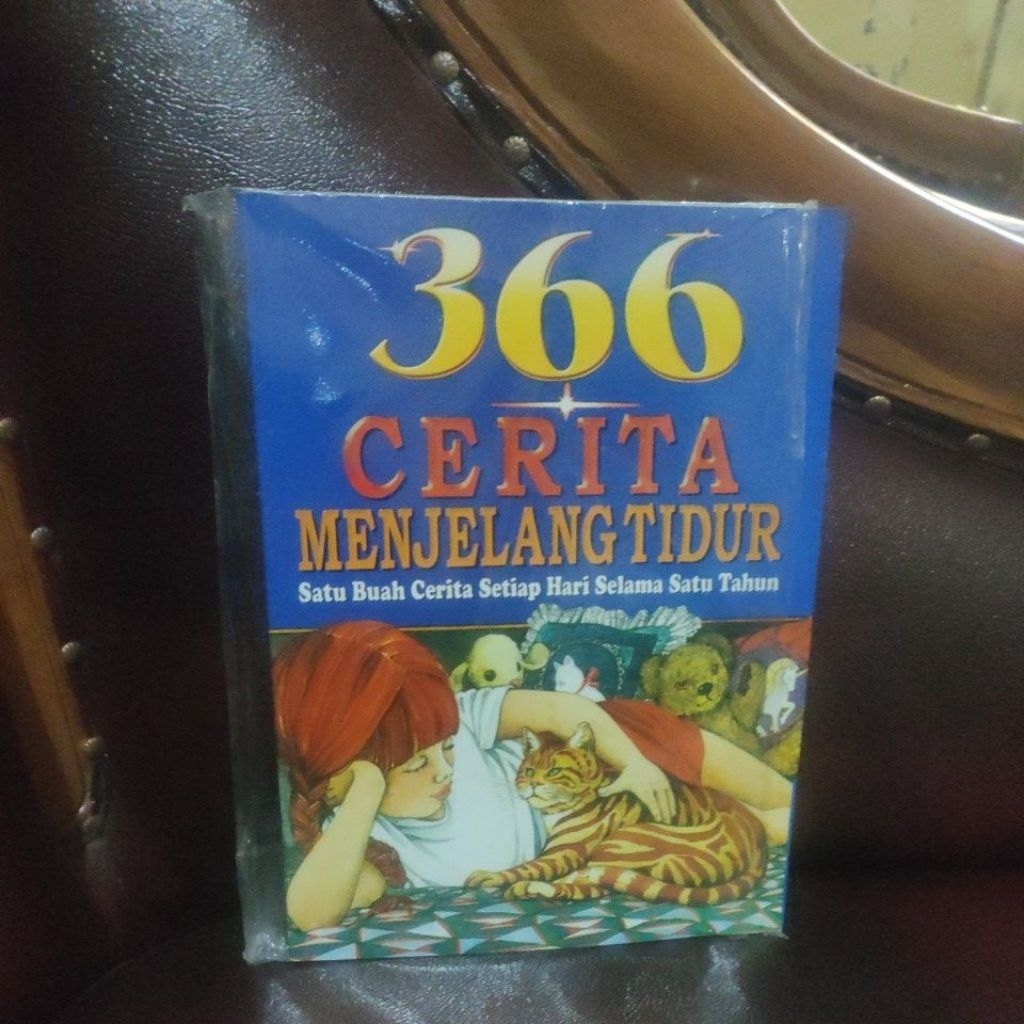 366
CERITA
MENJELANG TIDUR
Satu Buah Cerita Setiap Hari Selama Satu Tahun